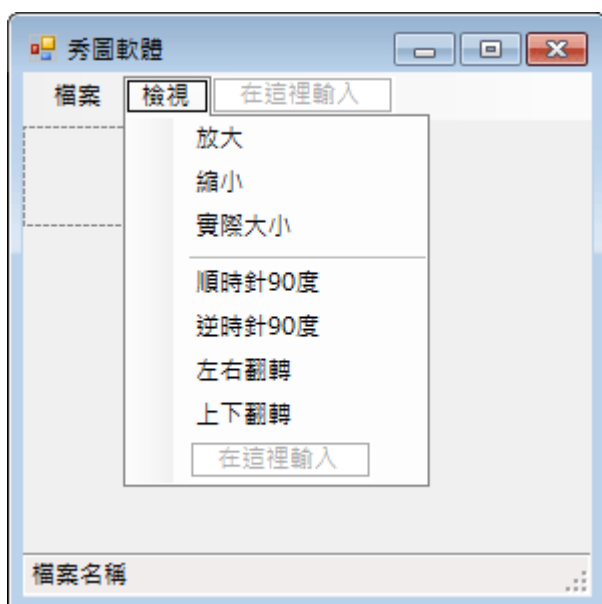 秀圖軟體
檔案 檢視 在這裡輸入
放大
縮小
實際大小
順時針90度
逆時針90度
左右翻轉
上下翻轉
在這裡輸入
檔案名稱